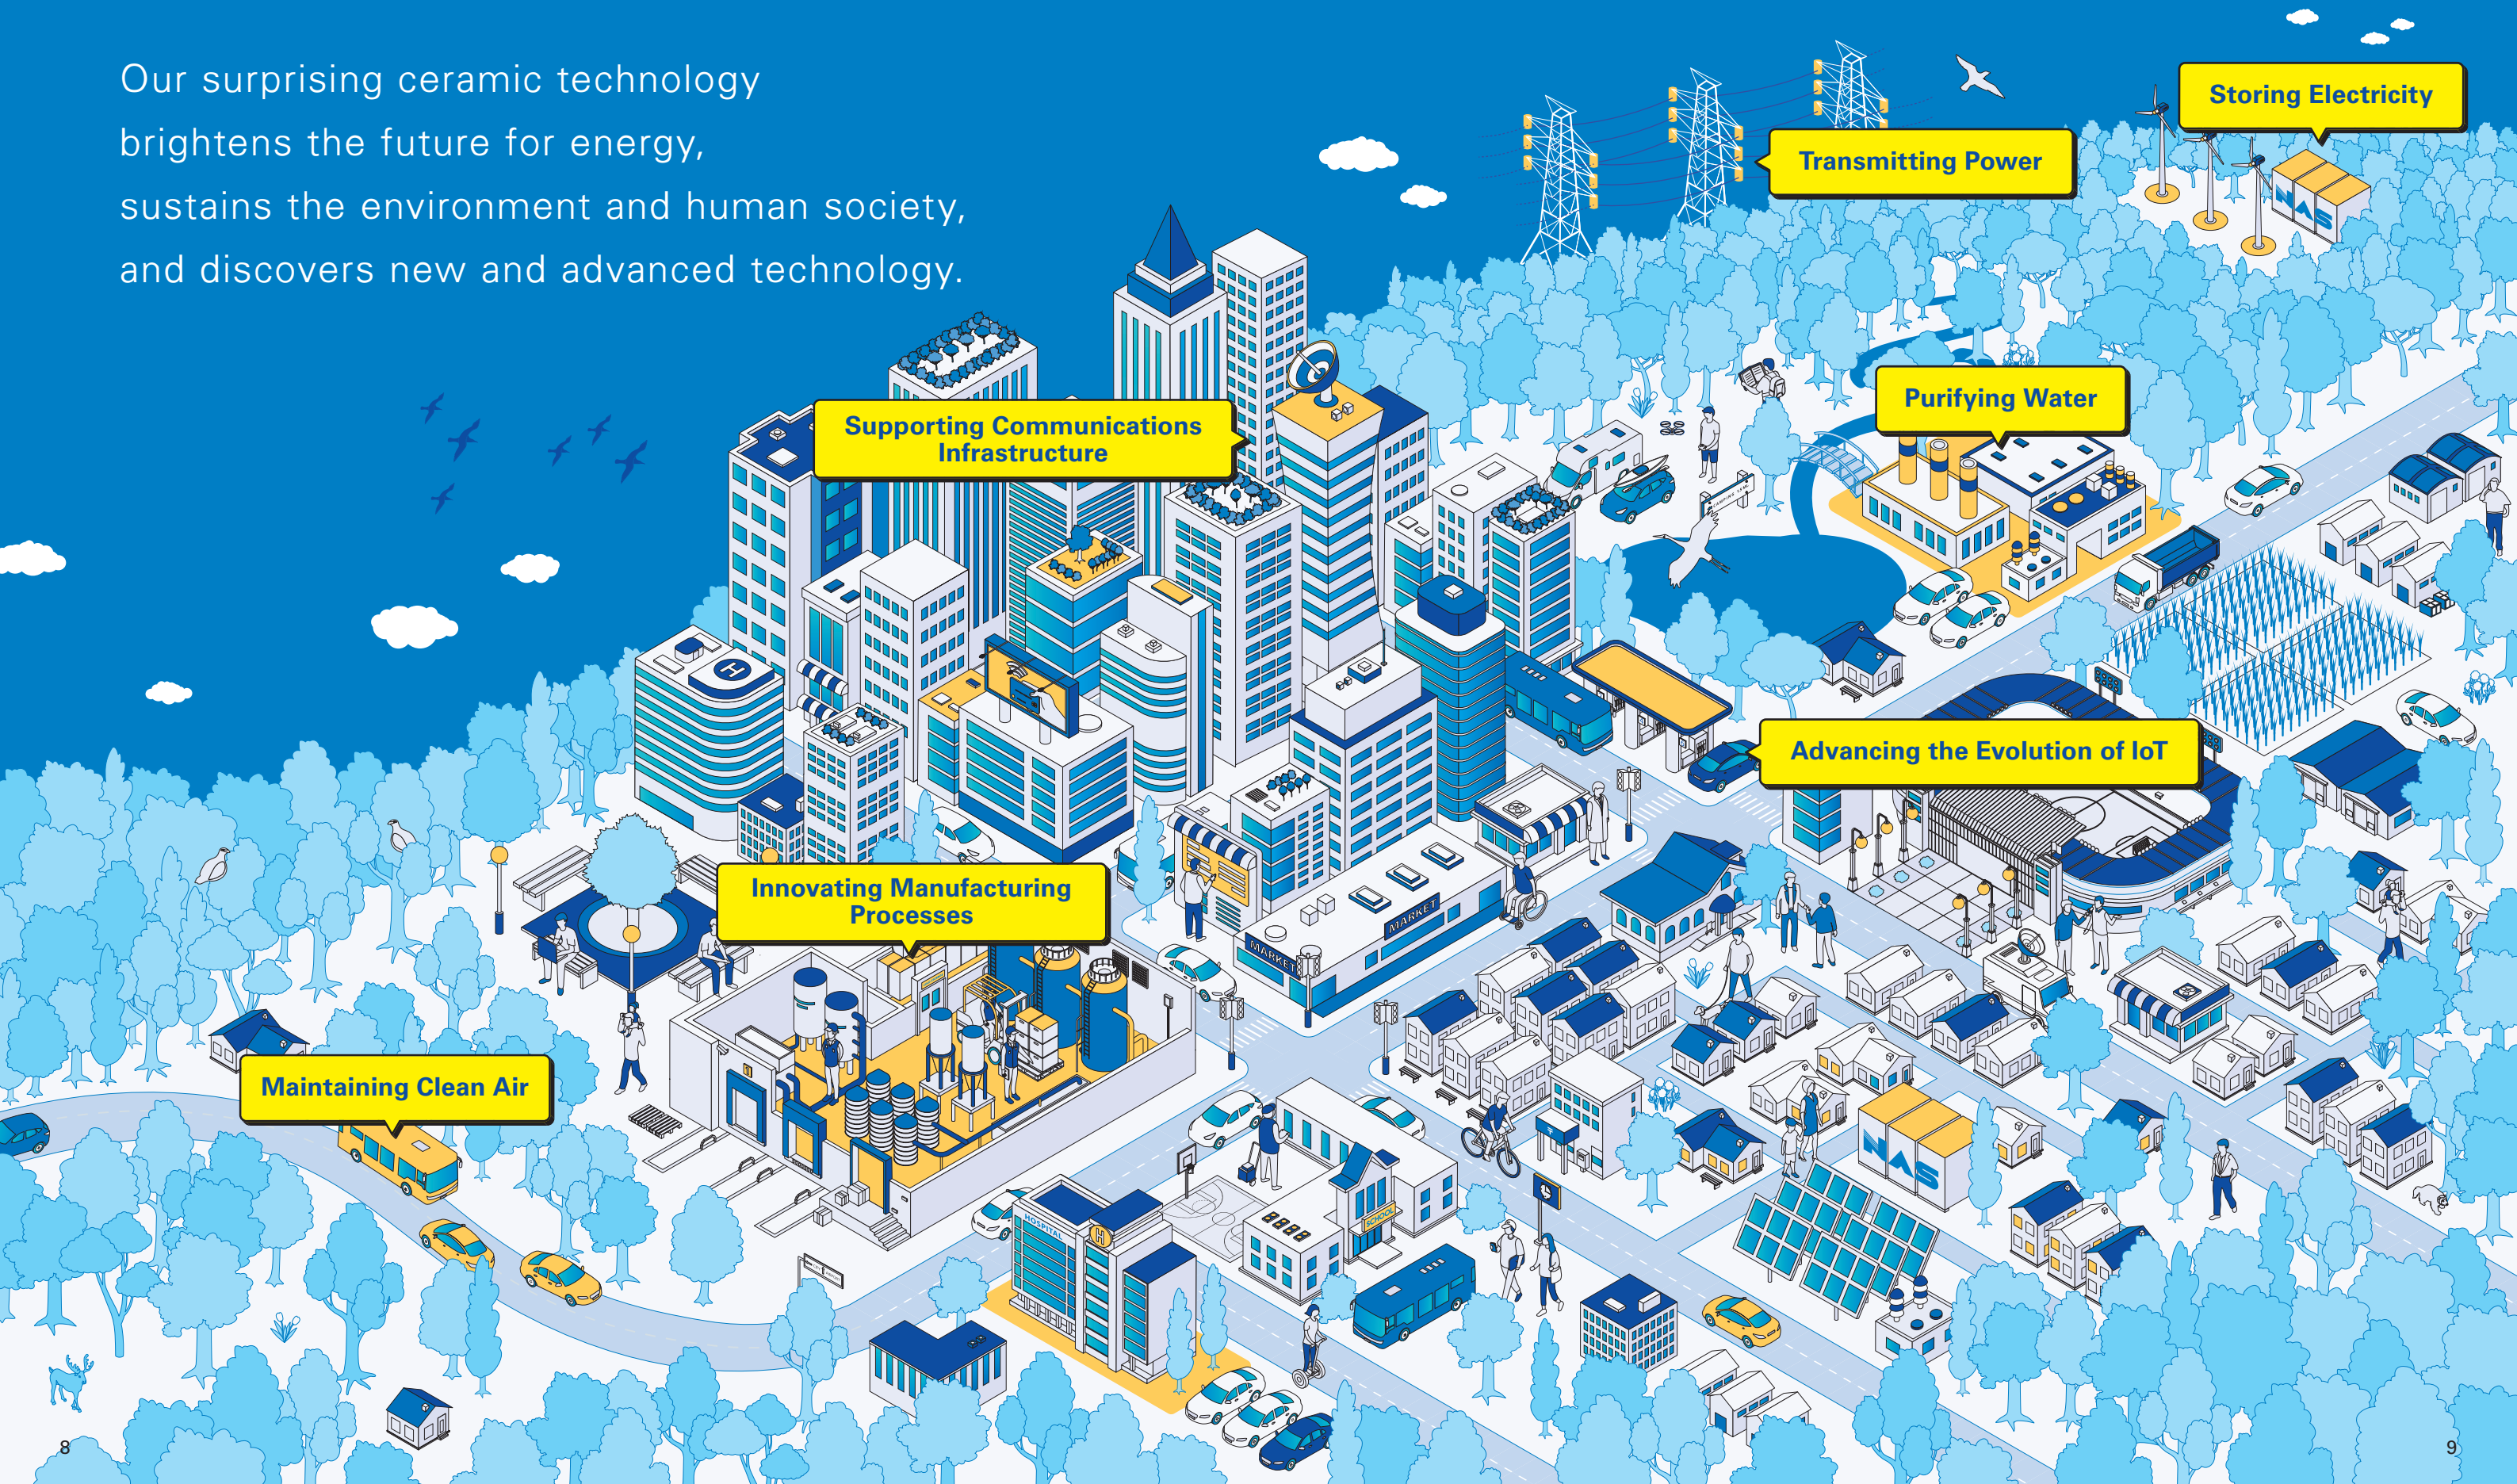 Our surprising ceramic technology
brightens the future for energy,
sustains the environment and human society,
and discovers new and advanced technology.
Storing Electricity
Transmitting Power
NAS
Purifying Water
Supporting Communications
Infrastructure
H
Advancing the Evolution of IoT
Innovating Manufacturing
Processes
MARKET
MARKET
Maintaining Clean Air
NAS
HOSPITAL
H
SCHOOL
8
9